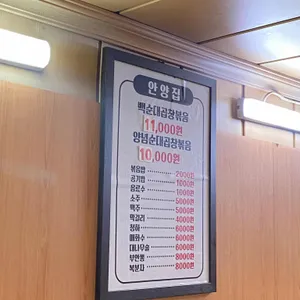 안양집
백순대곱창볶음
11,000원
양념순대곱창볶음
10,000원
볶음밥 2000원
공기밥 1000원
음료수 1000원
소주 5000원
맥주 5000원
막걸리 4000원
청하 6000원
매화수 6000원
대나무술 6000원
부안뽕 8000원
복분자 8000원